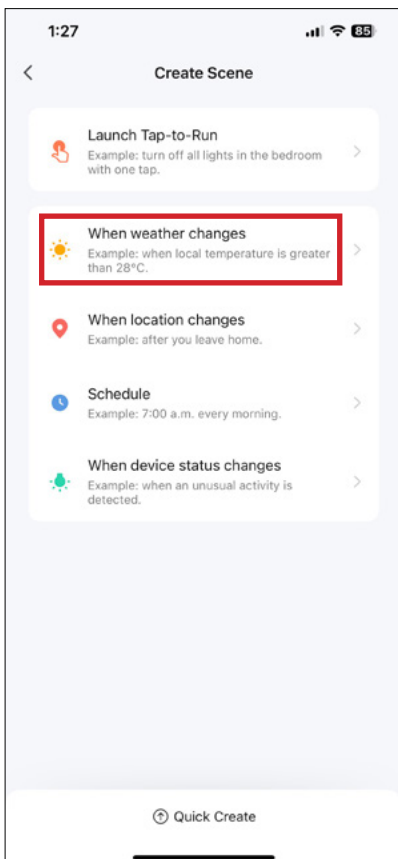 1:27
85
Create Scene
Launch Tap-to-Run
Example: turn off all lights in the bedroom
with one tap.
When weather changes
Example: when local temperature is greater
than 28°C.
When location changes
Example: after you leave home.
Schedule
Example: 7:00 a.m. every morning.
When device status changes
Example: when an unusual activity is
detected.
Quick Create